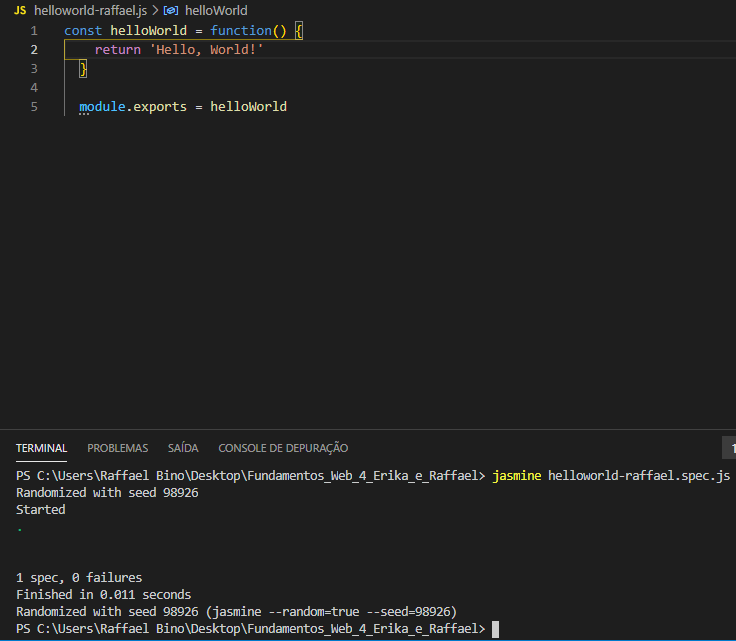 JS helloworld-raffael.js > helloWorld
1 const helloWorld = function() {
2 return 'Hello, World!'
3 }
4
5 module.exports = helloWorld
TERMINAL PROBLEMAS SAÍDA CONSOLE DE DEPURAÇÃO 1
PS C:\Users\Raffael Bino\Desktop\Fundamentos_Web_4_Erika_e_Raffael> jasmine helloworld-raffael.spec.js
Randomized with seed 98926
Started
.
1 spec, 0 failures
Finished in 0.011 seconds
Randomized with seed 98926 (jasmine --random=true --seed=98926)
PS C:\Users\Raffael Bino\Desktop\Fundamentos_Web_4_Erika_e_Raffael>